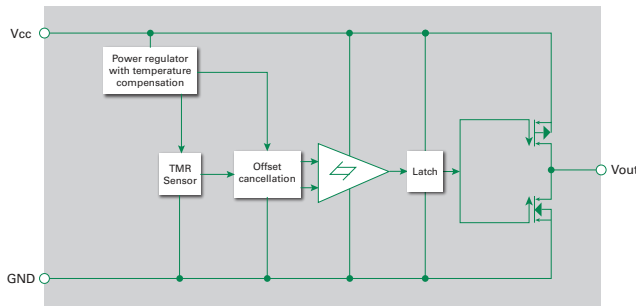 Vcc
Power regulator
with temperature
compensation
TMR
Sensor
Offset
cancellation
Latch
Vout
GND